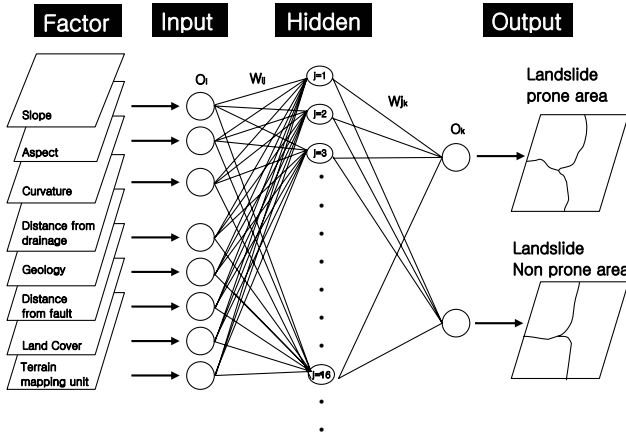 Factor Input Hidden Output
Oi Wij j=1 Wjk Ok
j=2
j=3
j=16
Slope
Aspect
Curvature
Distance from
drainage
Geology
Distance
from fault
Land Cover
Terrain
mapping unit
Landslide
prone area
Landslide
Non prone area